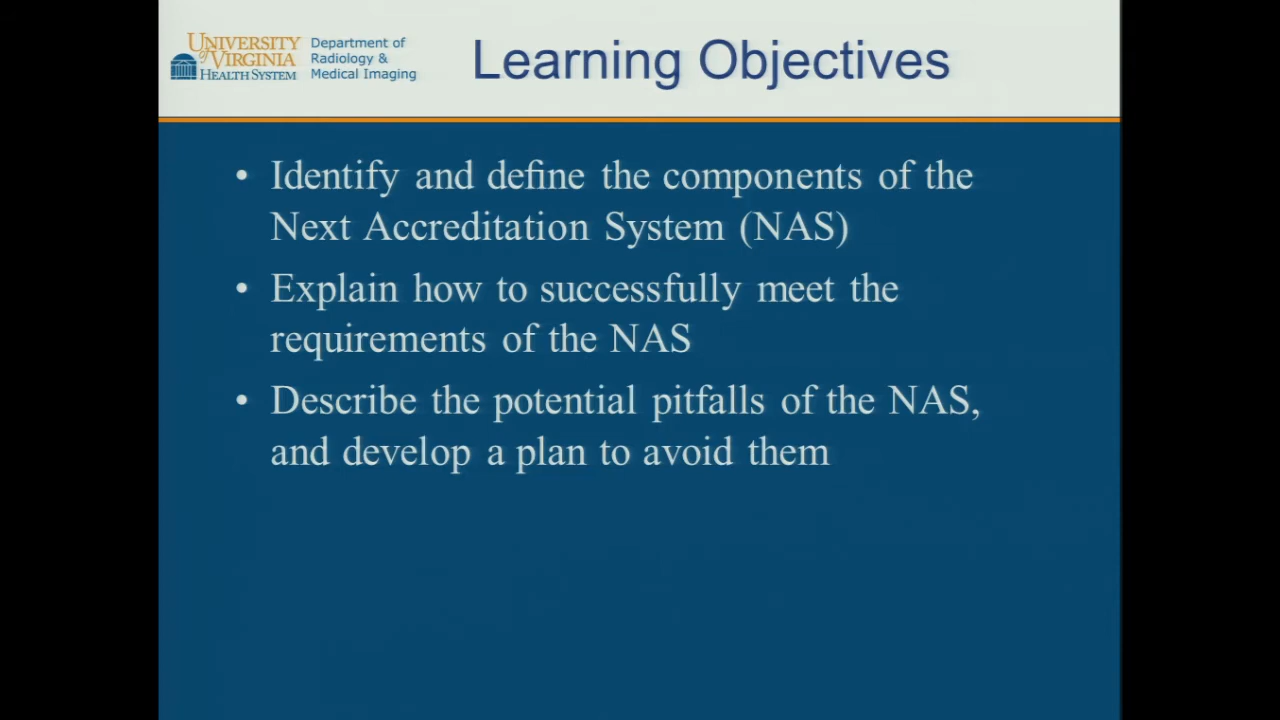 UNIVERSITY
of VIRGINIA
HEALTH SYSTEM
Department of
Radiology &
Medical Imaging
Learning Objectives
• Identify and define the components of the
Next Accreditation System (NAS)
• Explain how to successfully meet the
requirements of the NAS
• Describe the potential pitfalls of the NAS,
and develop a plan to avoid them